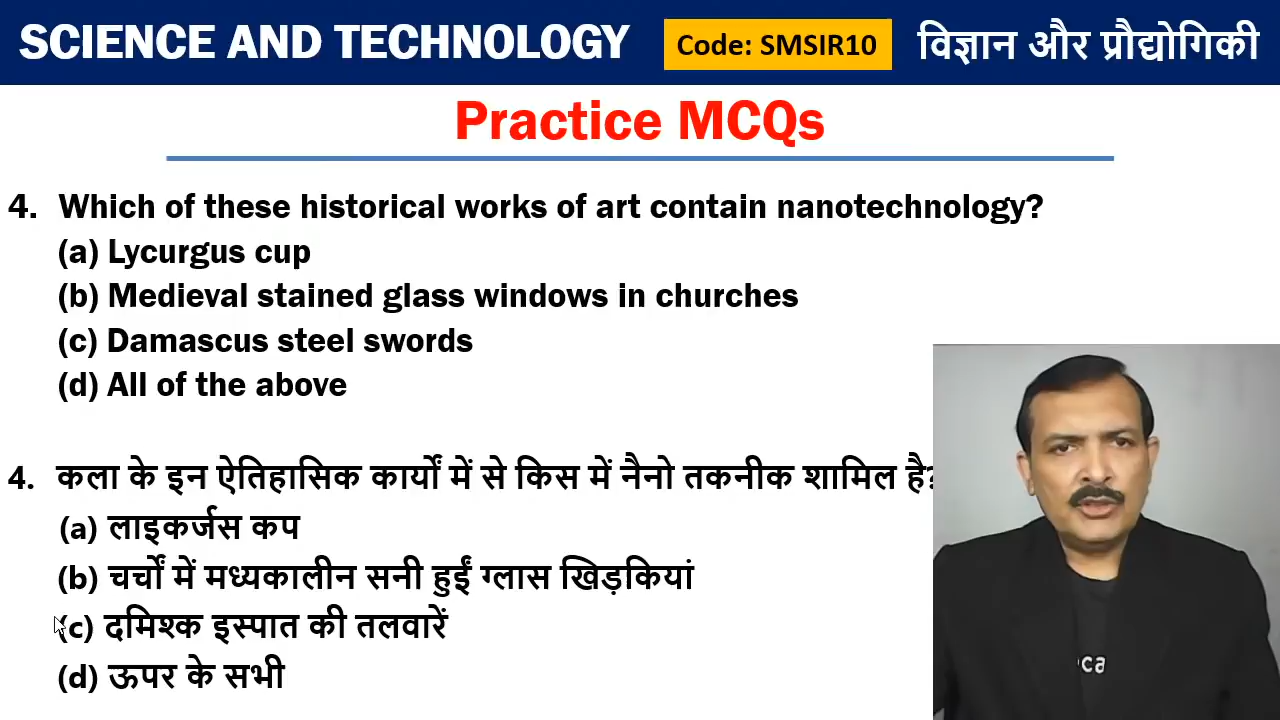 SCIENCE AND TECHNOLOGY Code: SMSIR10 विज्ञान और प्रौद्योगिकी
Practice MCQs
4. Which of these historical works of art contain nanotechnology?
(a) Lycurgus cup
(b) Medieval stained glass windows in churches
(c) Damascus steel swords
(d) All of the above
4. कला के इन ऐतिहासिक कार्यों में से किस में नैनो तकनीक शामिल है?
(a) लाइकर्जस कप
(b) चर्चों में मध्यकालीन सनी हुईं ग्लास खिड़कियां
(c) दमिश्क इस्पात की तलवारें
(d) ऊपर के सभी